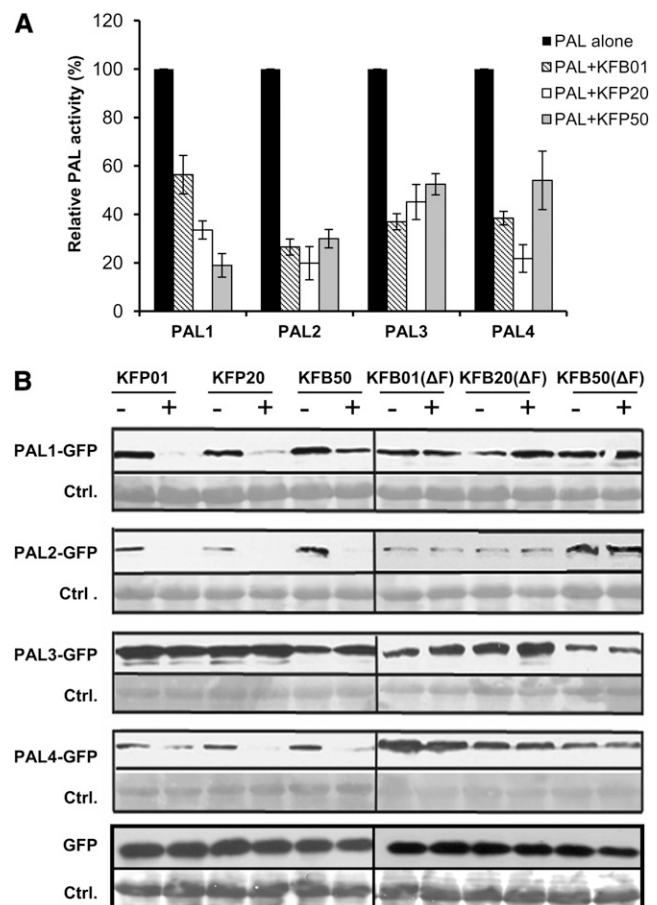 A
Relative PAL activity (%)
120
100
80
60
40
20
0
PAL1 PAL2 PAL3 PAL4
PAL alone
PAL+KFB01
PAL+KFP20
PAL+KFP50
B
KFP01 KFP20 KFB50 KFB01(ΔF) KFB20(ΔF) KFB50(ΔF)
- + - + - + - + - + - +
PAL1-GFP
Ctrl.
PAL2-GFP
Ctrl .
PAL3-GFP
Ctrl.
PAL4-GFP
Ctrl.
GFP
Ctrl.